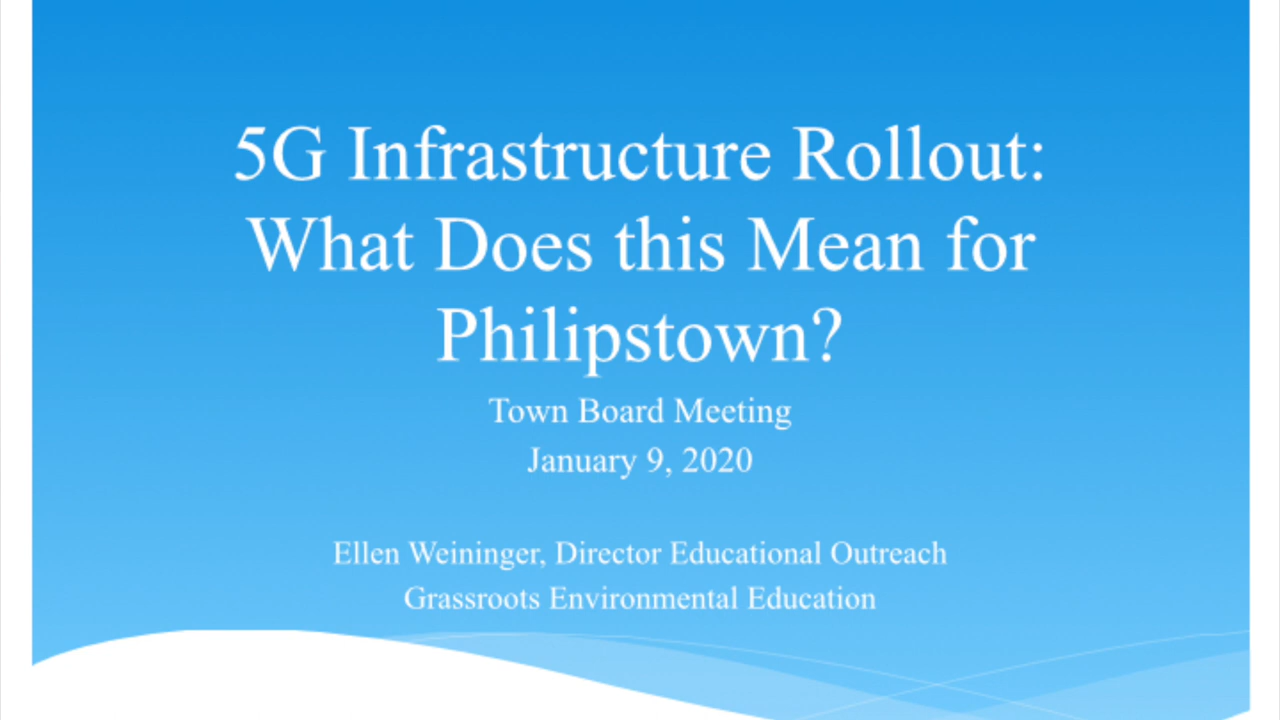 5G Infrastructure Rollout:
What Does this Mean for
Philipstown?
Town Board Meeting
January 9, 2020
Ellen Weininger, Director Educational Outreach
Grassroots Environmental Education